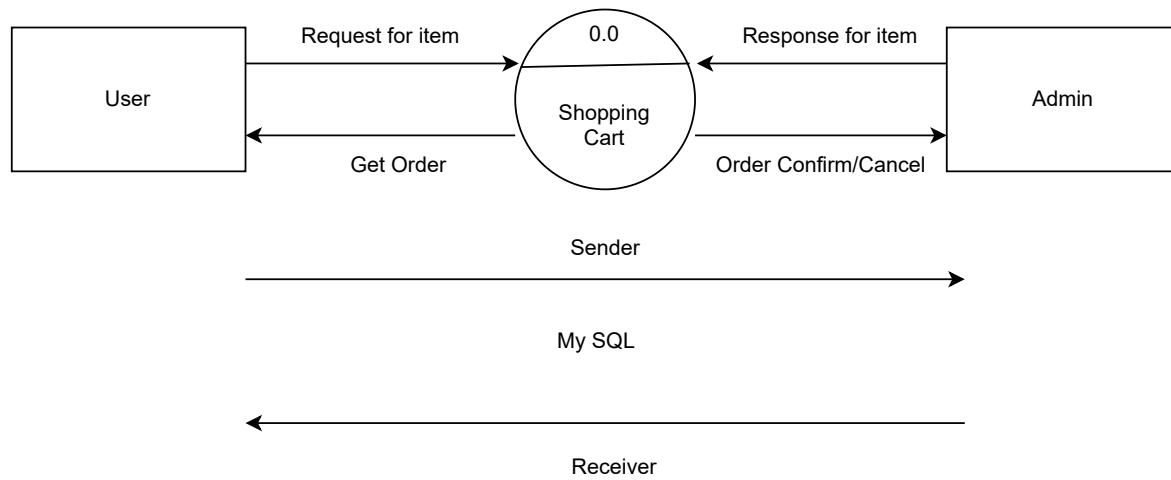 Request for item
0.0
Response for item
User
Shopping
Cart
Admin
Get Order
Order Confirm/Cancel
Sender
My SQL
Receiver